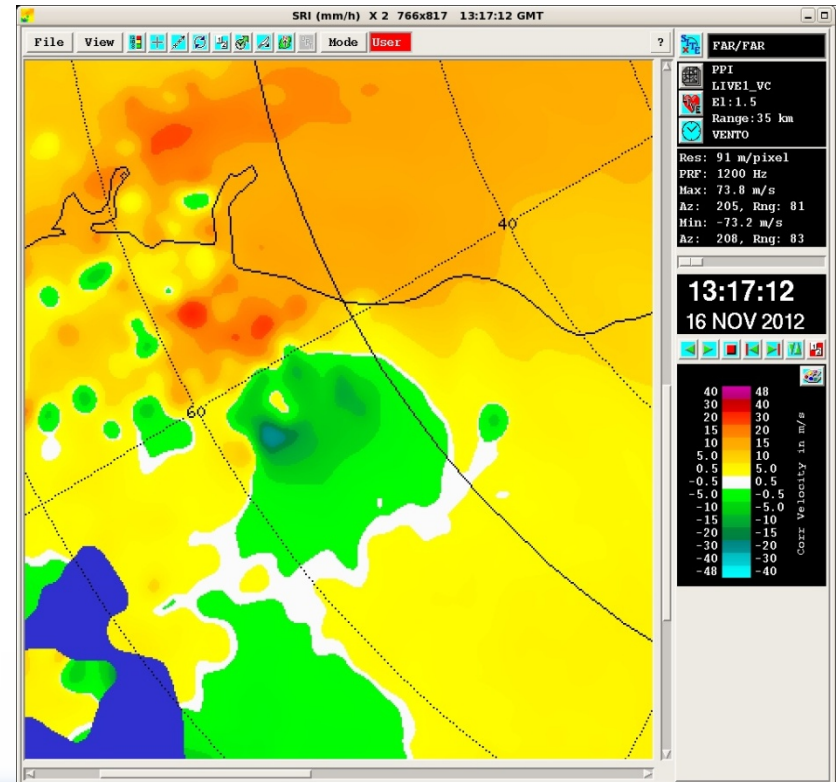 SRI (mm/h) X 2 766x817 13:17:12 GMT
File View Mode User ?
FAR/FAR
PPI
LIVE1_VC
El:1.5
Range:35 km
VENTO
Res: 91 m/pixel
PRF: 1200 Hz
Max: 73.8 m/s
Az: 205, Rng: 81
Min: -73.2 m/s
Az: 208, Rng: 83
13:17:12
16 NOV 2012
40 48
30 40
20 30
15 20
10 15
5.0 10
0.5 5.0
-0.5 0.5
-5.0 -0.5
-10 -5.0
-15 -10
-20 -15
-30 -20
-40 -30
-48 -40
Corr Velocity in m/s
40
60